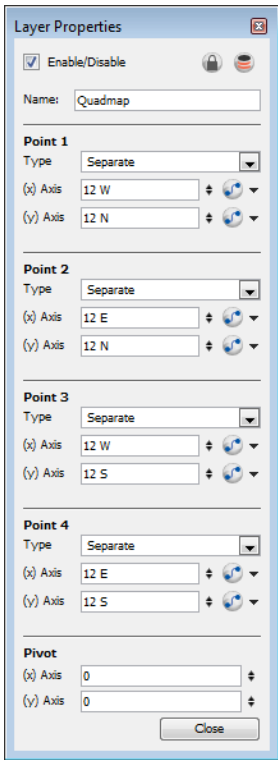 Layer Properties
Enable/Disable
Name: Quadmap
Point 1
Type Separate
(x) Axis 12 W
(y) Axis 12 N
Point 2
Type Separate
(x) Axis 12 E
(y) Axis 12 N
Point 3
Type Separate
(x) Axis 12 W
(y) Axis 12 S
Point 4
Type Separate
(x) Axis 12 E
(y) Axis 12 S
Pivot
(x) Axis 0
(y) Axis 0
Close